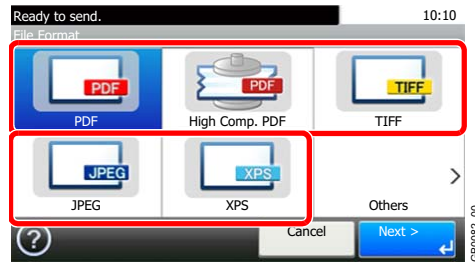 Ready to send. 10:10
File Format
PDF PDF TIFF
PDF High Comp. PDF TIFF
JPEG XPS
>
JPEG XPS Others
? Cancel Next >
GB0082_00